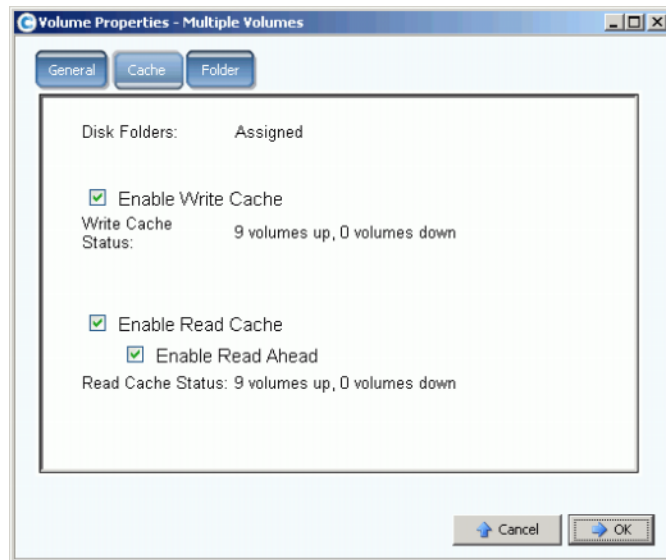 Volume Properties - Multiple Volumes
General Cache Folder
Disk Folders: Assigned
Enable Write Cache
Write Cache
Status: 9 volumes up, 0 volumes down
Enable Read Cache
Enable Read Ahead
Read Cache Status: 9 volumes up, 0 volumes down
Cancel OK